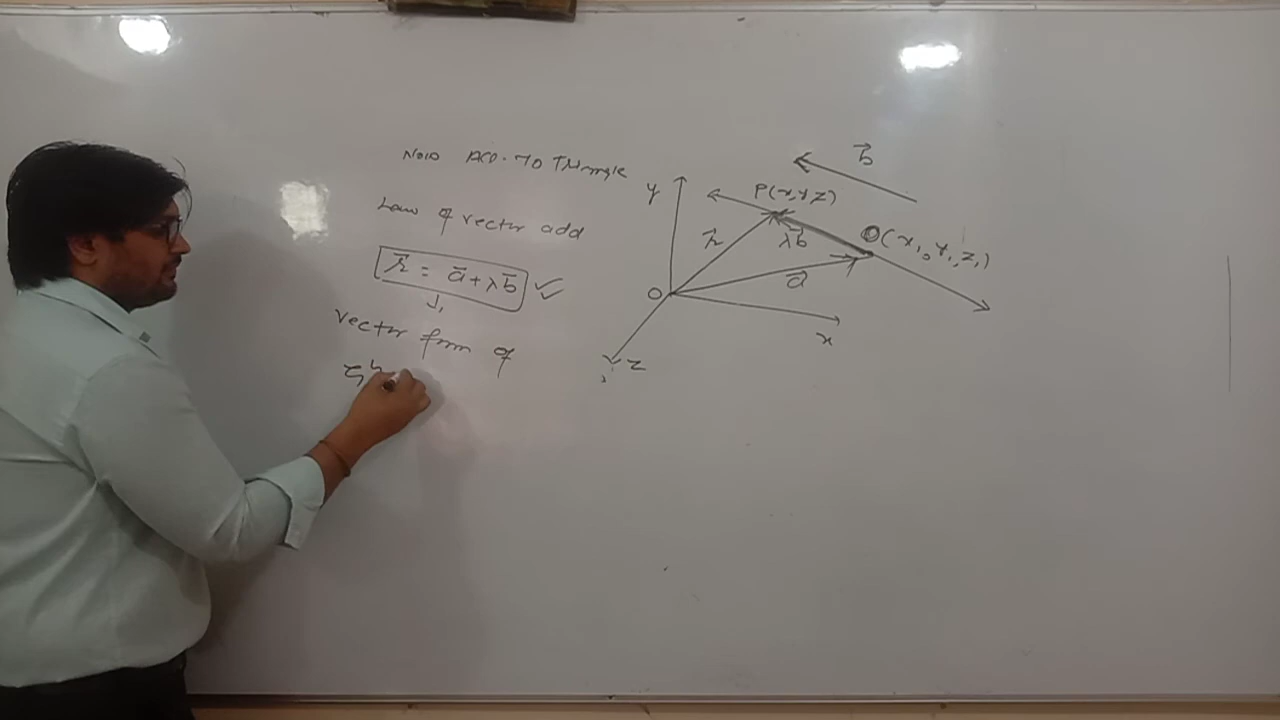 Now ACC. TO Triangle
Law of vector add
r⃗ = a⃗ + λb⃗
vector form of
b⃗
P(x, y, z)
y
r⃗
λb⃗
(x₁, y₁, z₁)
a⃗
O
x
z